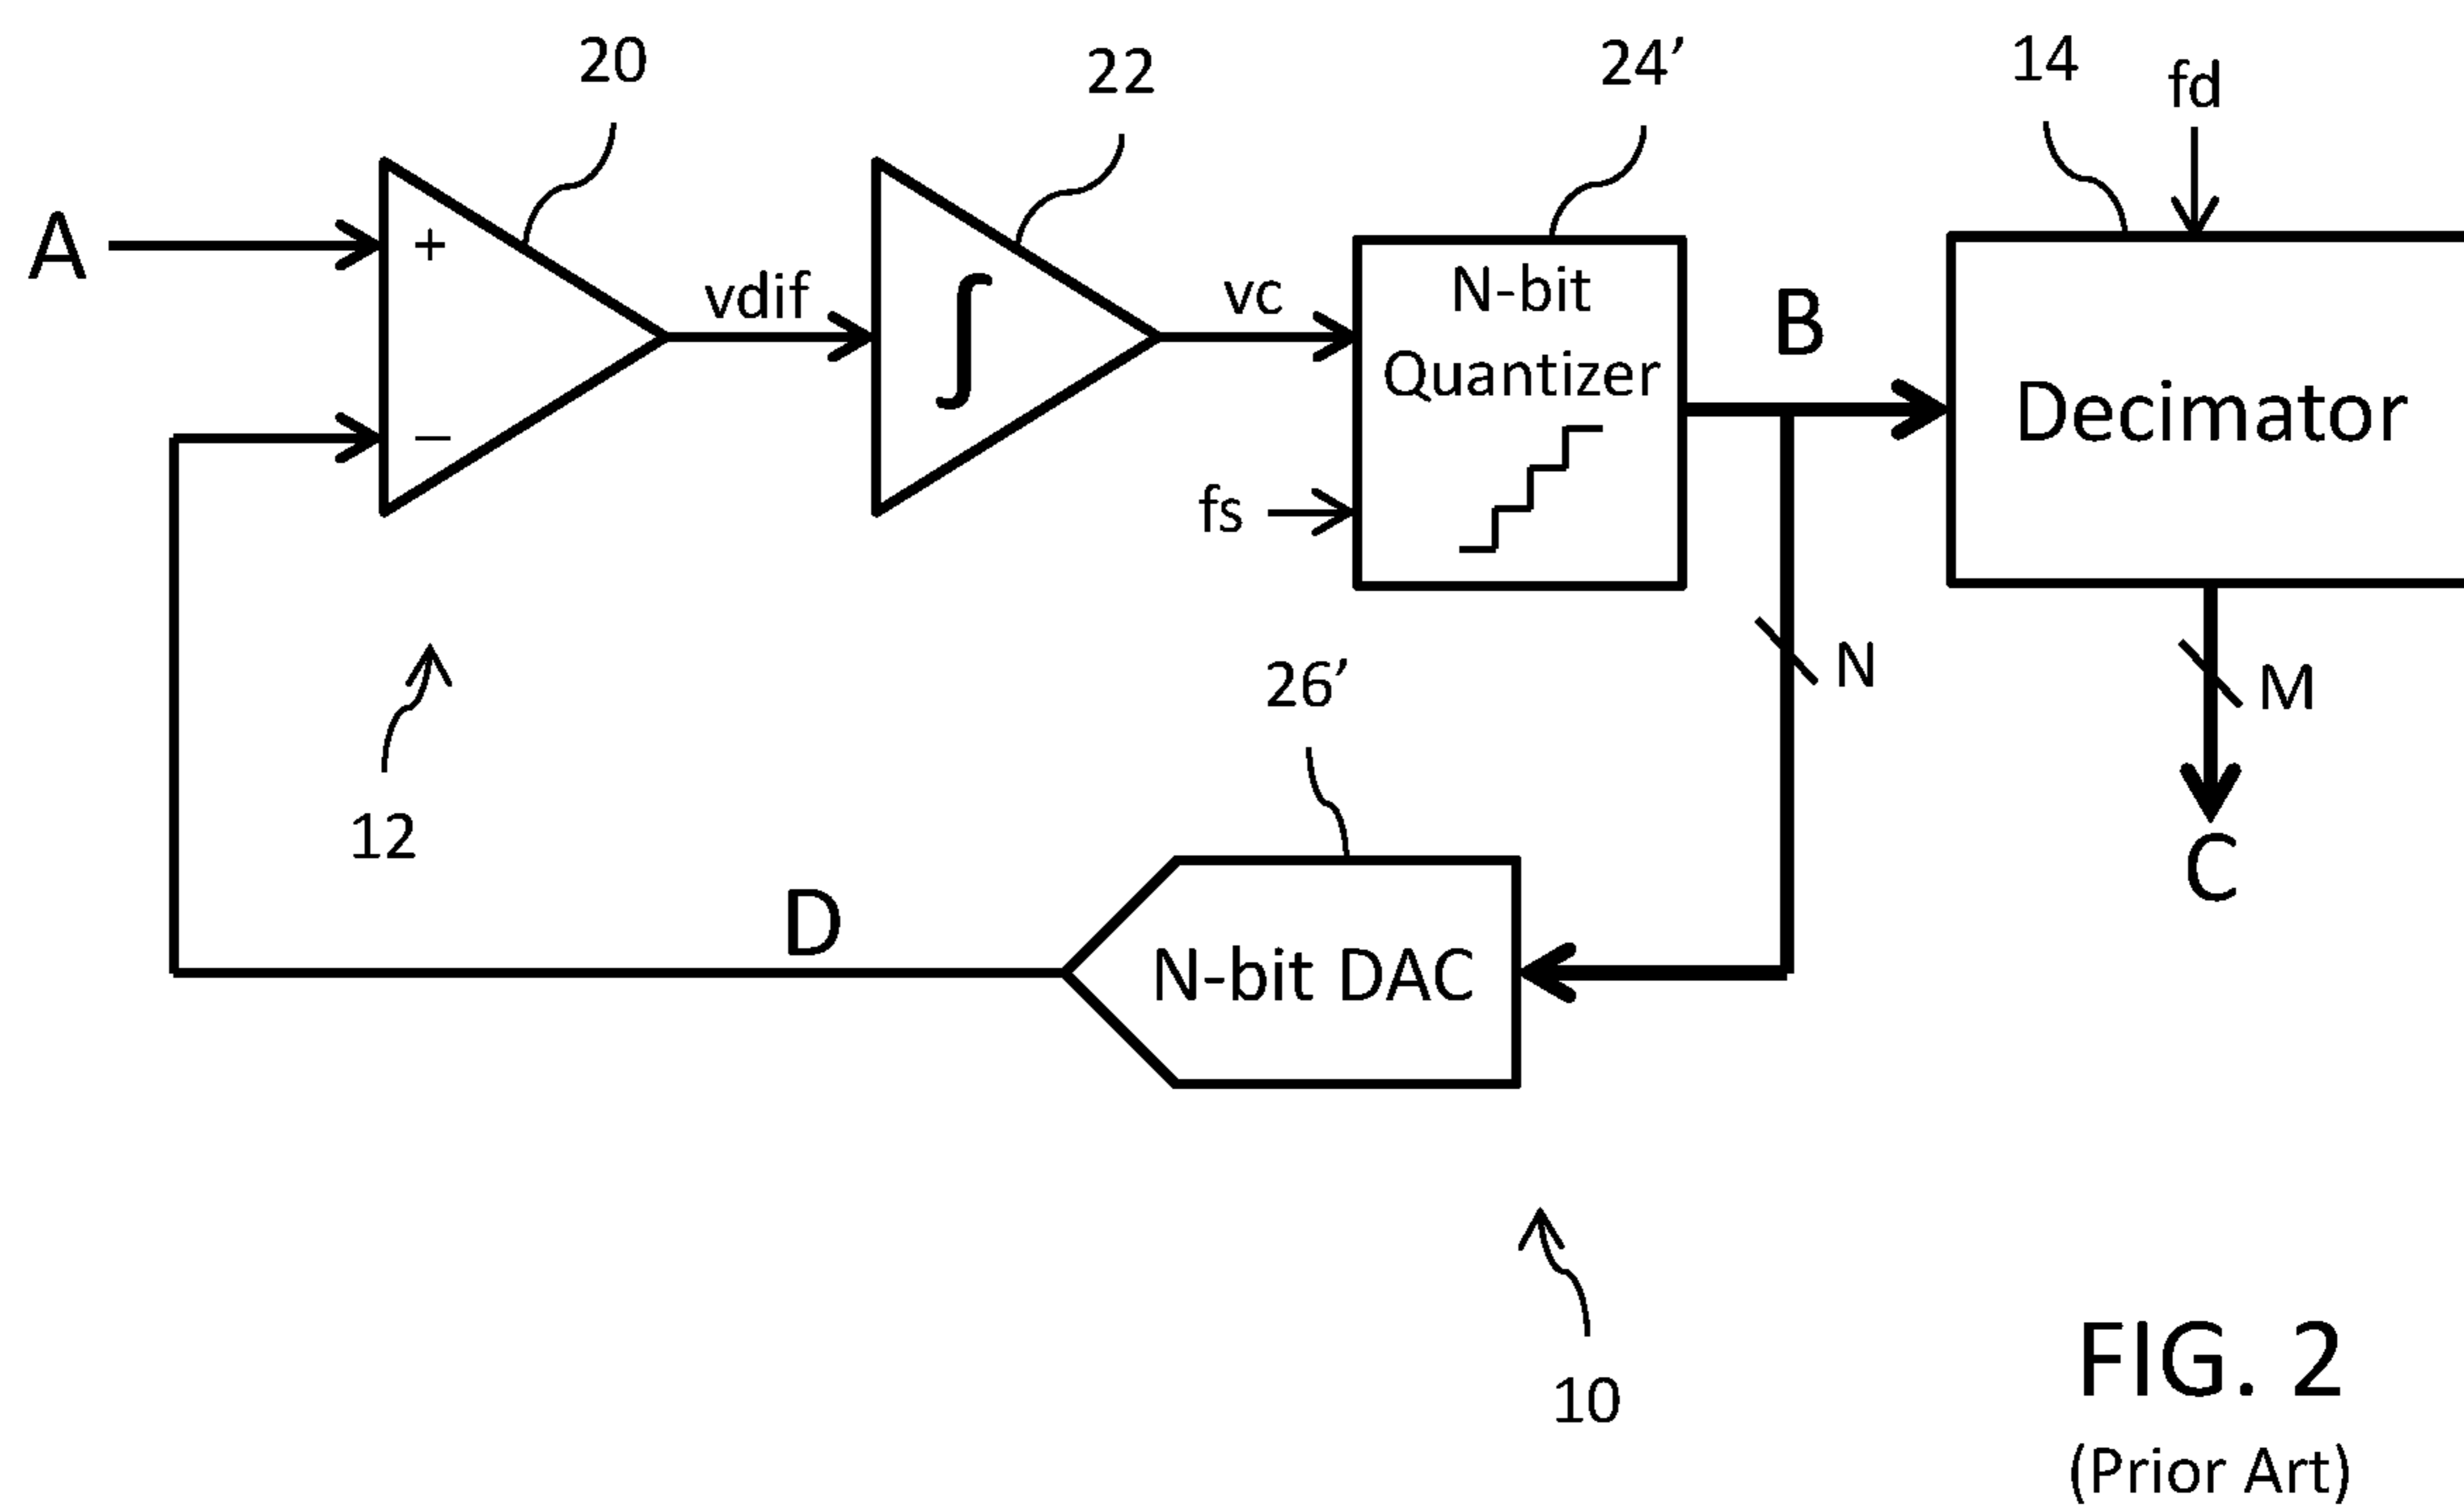 20
22
24’
14
fd
A
+
vdif
vc
N-bit
Quantizer
B
Decimator
–
fs
N
M
12
26’
C
D
N-bit DAC
10
FIG. 2
(Prior Art)